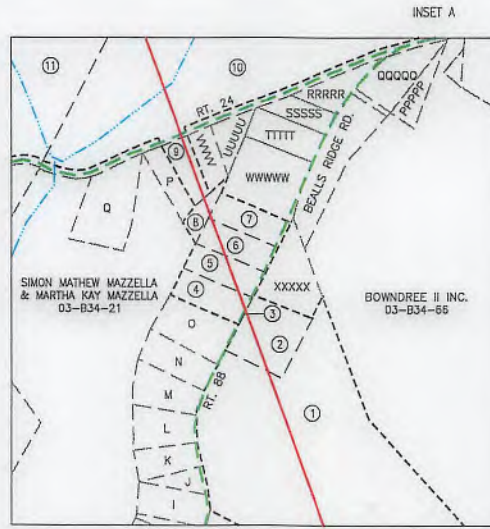 INSET A
11
10
QQQQQ
PPPPP
RRRRR
RT. 24
SSSSS
UUUUU
TTTTT
BEALLS RIDGE RD.
9
P
WWWWW
Q
8
7
6
5
SIMON MATHEW MAZZELLA
& MARTHA KAY MAZZELLA
03-B34-21
XXXXX
BOWNDREE II INC.
03-B34-66
4
3
O
2
N
RT. 88
M
1
L
K
J
I